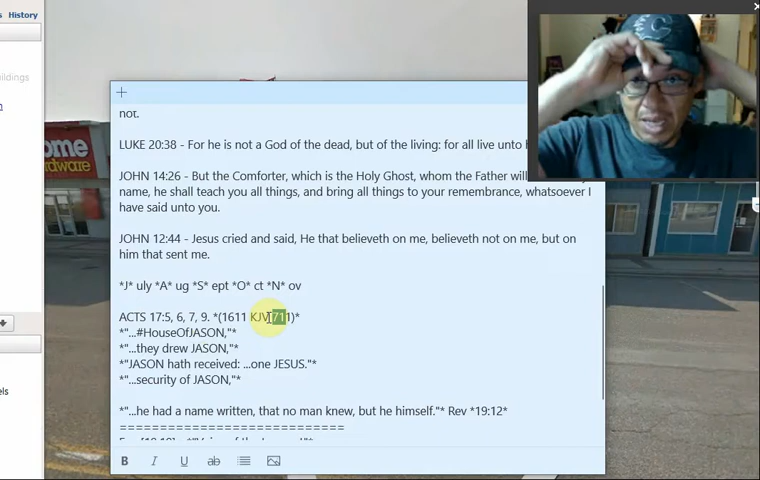 History
ildings
ome
rdware
not.
LUKE 20:38 - For he is not a God of the dead, but of the living: for all live unto
JOHN 14:26 - But the Comforter, which is the Holy Ghost, whom the Father will
name, he shall teach you all things, and bring all things to your remembrance, whatsoever I
have said unto you.
JOHN 12:44 - Jesus cried and said, He that believeth on me, believeth not on me, but on
him that sent me.
*J* uly *A* ug *S* ept *O* ct *N* ov
ACTS 17:5, 6, 7, 9. *(1611 KJV 711)*
*"...#HouseOfJASON,"*
*"...they drew JASON,"*
*"JASON hath received: ...one JESUS."*
*"...security of JASON,"*
*"...he had a name written, that no man knew, but he himself."* Rev *19:12*
===========================
els
B I U ab